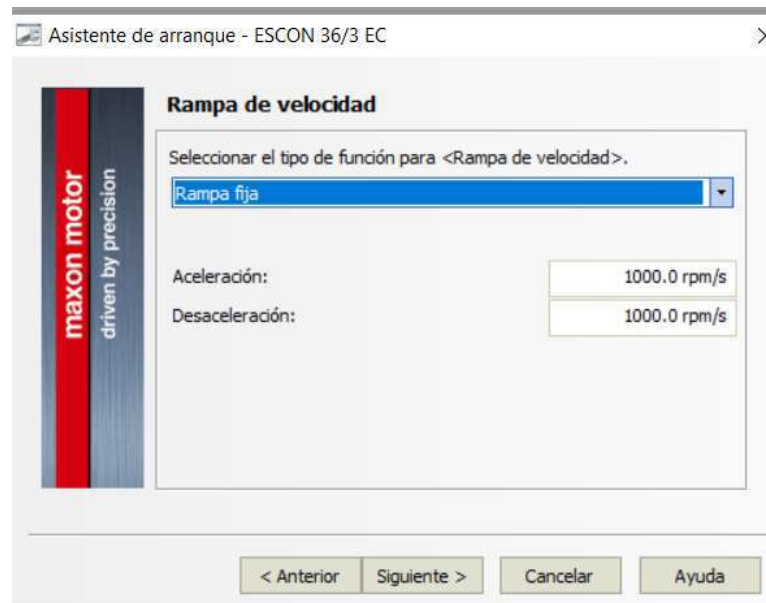 Asistente de arranque - ESCON 36/3 EC
maxon motor
driven by precision
Rampa de velocidad
Seleccionar el tipo de función para <Rampa de velocidad>.
Rampa fija
Aceleración: 1000.0 rpm/s
Desaceleración: 1000.0 rpm/s
< Anterior Siguiente > Cancelar Ayuda